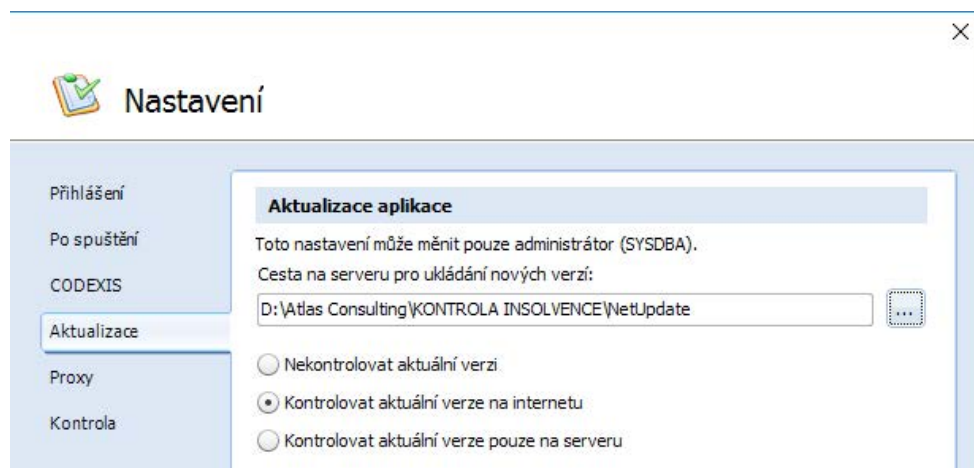 Nastavení
Přihlášení
Po spuštění
CODEXIS
Aktualizace
Proxy
Kontrola
Aktualizace aplikace
Toto nastavení může měnit pouze administrátor (SYSDBA).
Cesta na serveru pro ukládání nových verzí:
D:\Atlas Consulting\KONTROLA INSOLVENCE\NetUpdate
...
Nekontrolovat aktuální verzi
Kontrolovat aktuální verze na internetu
Kontrolovat aktuální verze pouze na serveru